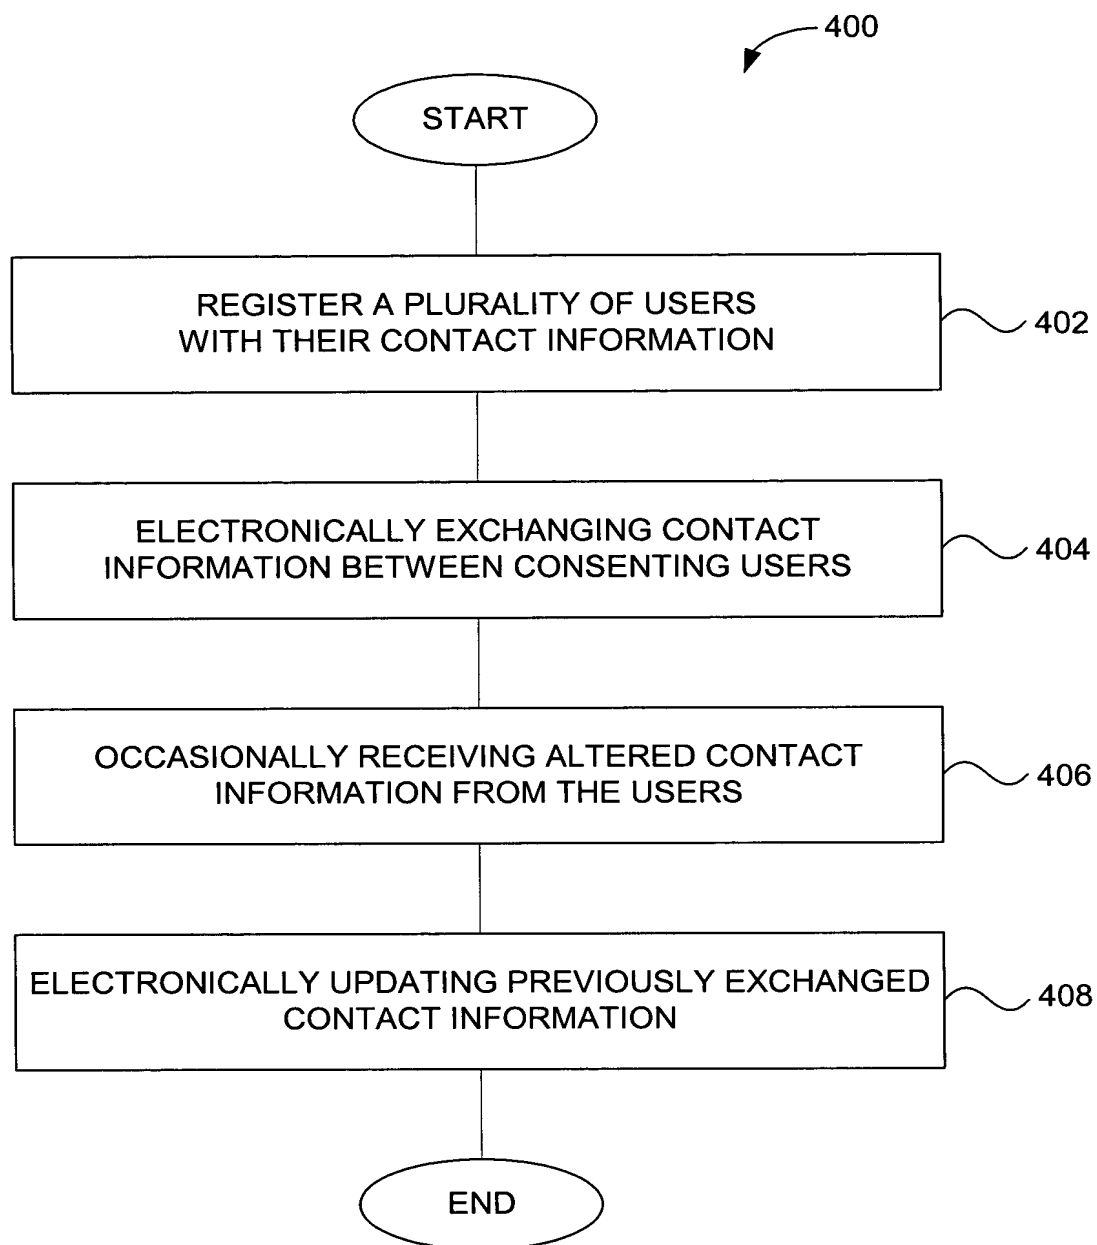 400
START
REGISTER A PLURALITY OF USERS
WITH THEIR CONTACT INFORMATION
402
ELECTRONICALLY EXCHANGING CONTACT
INFORMATION BETWEEN CONSENTING USERS
404
OCCASIONALLY RECEIVING ALTERED CONTACT
INFORMATION FROM THE USERS
406
ELECTRONICALLY UPDATING PREVIOUSLY EXCHANGED
CONTACT INFORMATION
408
END